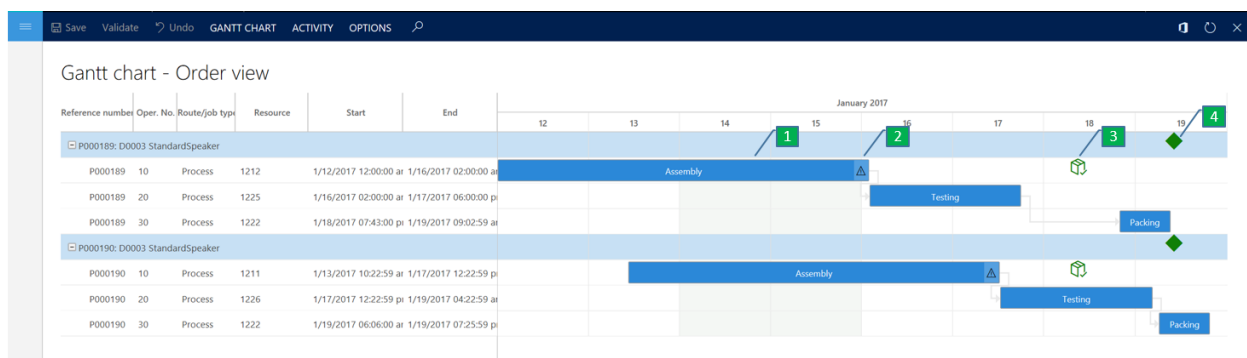 Save Validate Undo GANTT CHART ACTIVITY OPTIONS
Gantt chart - Order view
Reference number Oper. No. Route/job type Resource Start End January 2017
12 13 14 15 16 17 18 19
1 2 3 4
P000189: D0003 StandardSpeaker
P000189 10 Process 1212 1/12/2017 12:00:00 ar 1/16/2017 02:00:00 ar Assembly
P000189 20 Process 1225 1/16/2017 02:00:00 ar 1/17/2017 06:00:00 p Testing
P000189 30 Process 1222 1/18/2017 07:43:00 pr 1/19/2017 09:02:59 ar Packing
P000190: D0003 StandardSpeaker
P000190 10 Process 1211 1/13/2017 10:22:59 ar 1/17/2017 12:22:59 p Assembly
P000190 20 Process 1226 1/17/2017 12:22:59 pr 1/19/2017 04:22:59 ar Testing
P000190 30 Process 1222 1/19/2017 06:06:00 ar 1/19/2017 07:25:59 p Packing